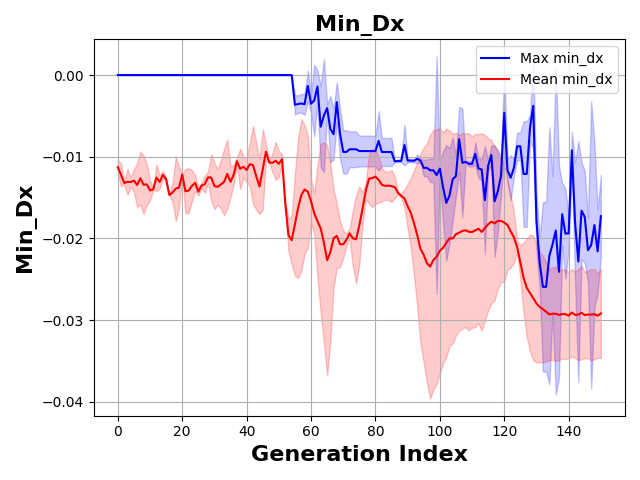 Min_Dx
Max min_dx
Mean min_dx
Min_Dx
0.00
−0.01
−0.02
−0.03
−0.04
0 20 40 60 80 100 120 140
Generation Index